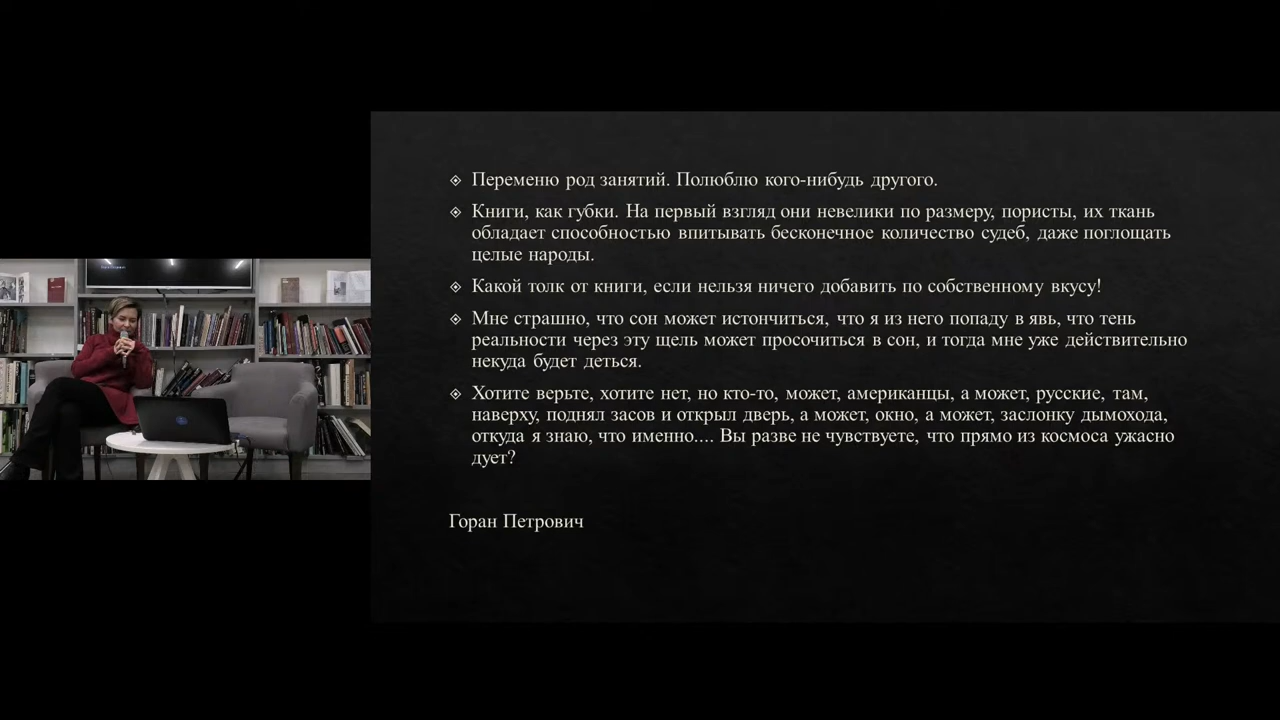 Переменю род занятий. Полюблю кого-нибудь другого.
Книги, как губки. На первый взгляд они невелики по размеру, пористы, их ткань
обладает способностью впитывать бесконечное количество судеб, даже поглощать
целые народы.
Какой толк от книги, если нельзя ничего добавить по собственному вкусу!
Мне страшно, что сон может истончиться, что я из него попаду в явь, что тень
реальности через эту щель может просочиться в сон, и тогда мне уже действительно
некуда будет деться.
Хотите верьте, хотите нет, но кто-то, может, американцы, а может, русские, там,
наверху, поднял засов и открыл дверь, а может, окно, а может, заслонку дымохода,
откуда я знаю, что именно.... Вы разве не чувствуете, что прямо из космоса ужасно
дует?
Горан Петрович